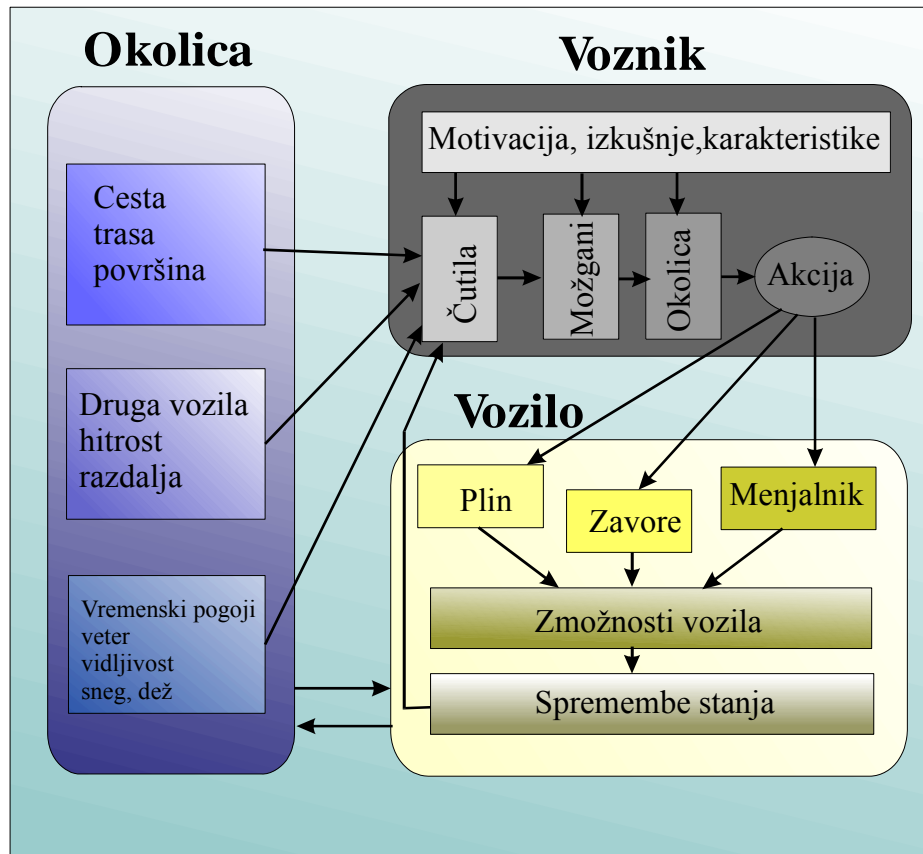 Okolica
Cesta
trasa
površina
Druga vozila
hitrost
razdalja
Vremenski pogoji
veter
vidljivost
sneg, dež
Voznik
Motivacija, izkušnje,karakteristike
Čutila
Možgani
Okolica
Akcija
Vozilo
Plin
Zavore
Menjalnik
Zmožnosti vozila
Spremembe stanja